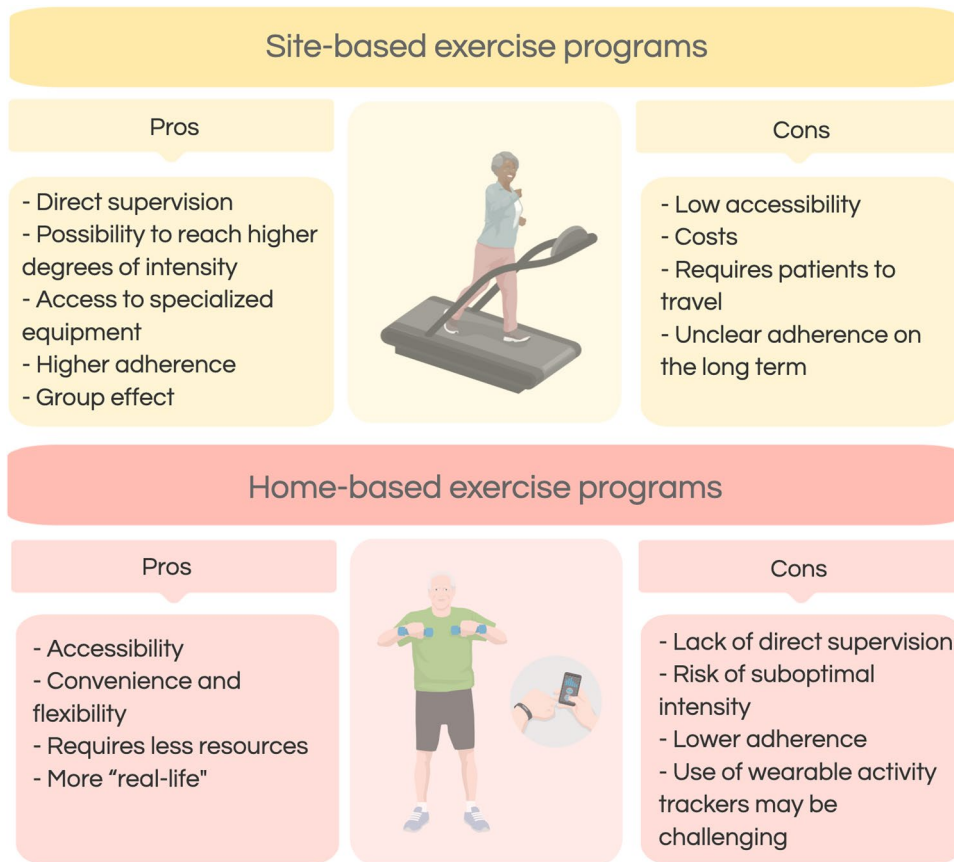 Site-based exercise programs
Pros
- Direct supervision
- Possibility to reach higher
degrees of intensity
- Access to specialized
equipment
- Higher adherence
- Group effect
Cons
- Low accessibility
- Costs
- Requires patients to
travel
- Unclear adherence on
the long term
Home-based exercise programs
Pros
- Accessibility
- Convenience and
flexibility
- Requires less resources
- More “real-life"
Cons
- Lack of direct supervision
- Risk of suboptimal
intensity
- Lower adherence
- Use of wearable activity
trackers may be
challenging